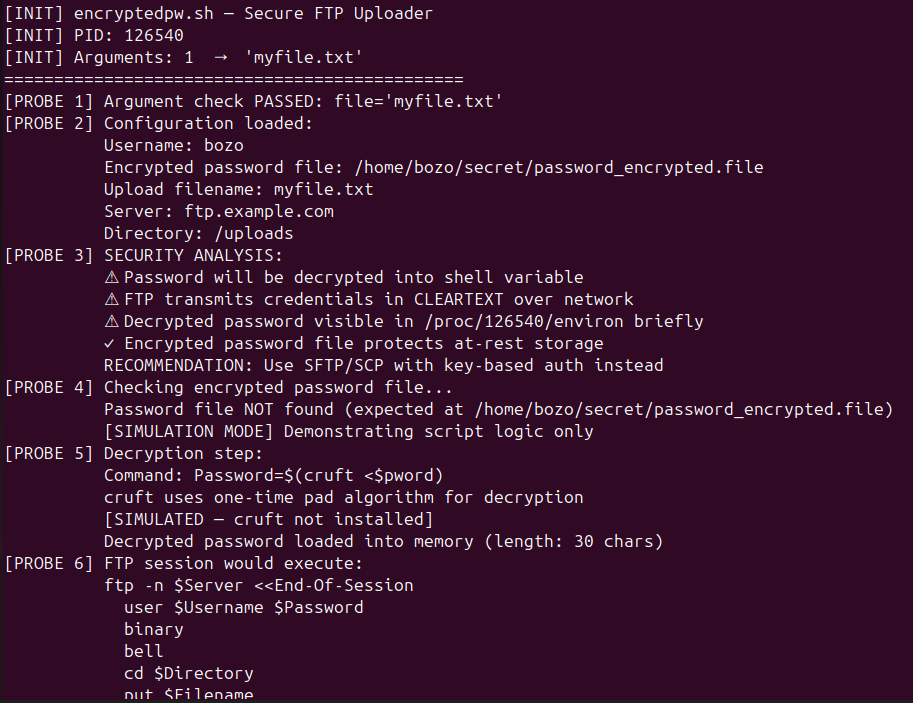 [INIT] encryptedpw.sh — Secure FTP Uploader
[INIT] PID: 126540
[INIT] Arguments: 1  →  'myfile.txt'
==============================================
[PROBE 1] Argument check PASSED: file='myfile.txt'
[PROBE 2] Configuration loaded:
          Username: bozo
          Encrypted password file: /home/bozo/secret/password_encrypted.file
          Upload filename: myfile.txt
          Server: ftp.example.com
          Directory: /uploads
[PROBE 3] SECURITY ANALYSIS:
          ⚠ Password will be decrypted into shell variable
          ⚠ FTP transmits credentials in CLEARTEXT over network
          ⚠ Decrypted password visible in /proc/126540/environ briefly
          ✓ Encrypted password file protects at-rest storage
          RECOMMENDATION: Use SFTP/SCP with key-based auth instead
[PROBE 4] Checking encrypted password file...
          Password file NOT found (expected at /home/bozo/secret/password_encrypted.file)
          [SIMULATION MODE] Demonstrating script logic only
[PROBE 5] Decryption step:
          Command: Password=$(cruft <$pword)
          cruft uses one-time pad algorithm for decryption
          [SIMULATED — cruft not installed]
          Decrypted password loaded into memory (length: 30 chars)
[PROBE 6] FTP session would execute:
          ftp -n $Server <<End-Of-Session
            user $Username $Password
            binary
            bell
            cd $Directory
            put $Filename